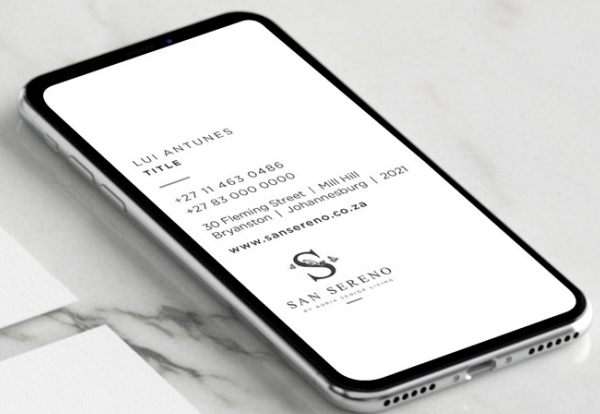 LUI ANTUNES
TITLE
+27 11 463 0486
+27 83 000 0000
30 Fleming Street | Mill Hill
Bryanston | Johannesburg | 2021
www.sansereno.co.za
S
SAN SERENO
BY AURIA SENIOR LIVING